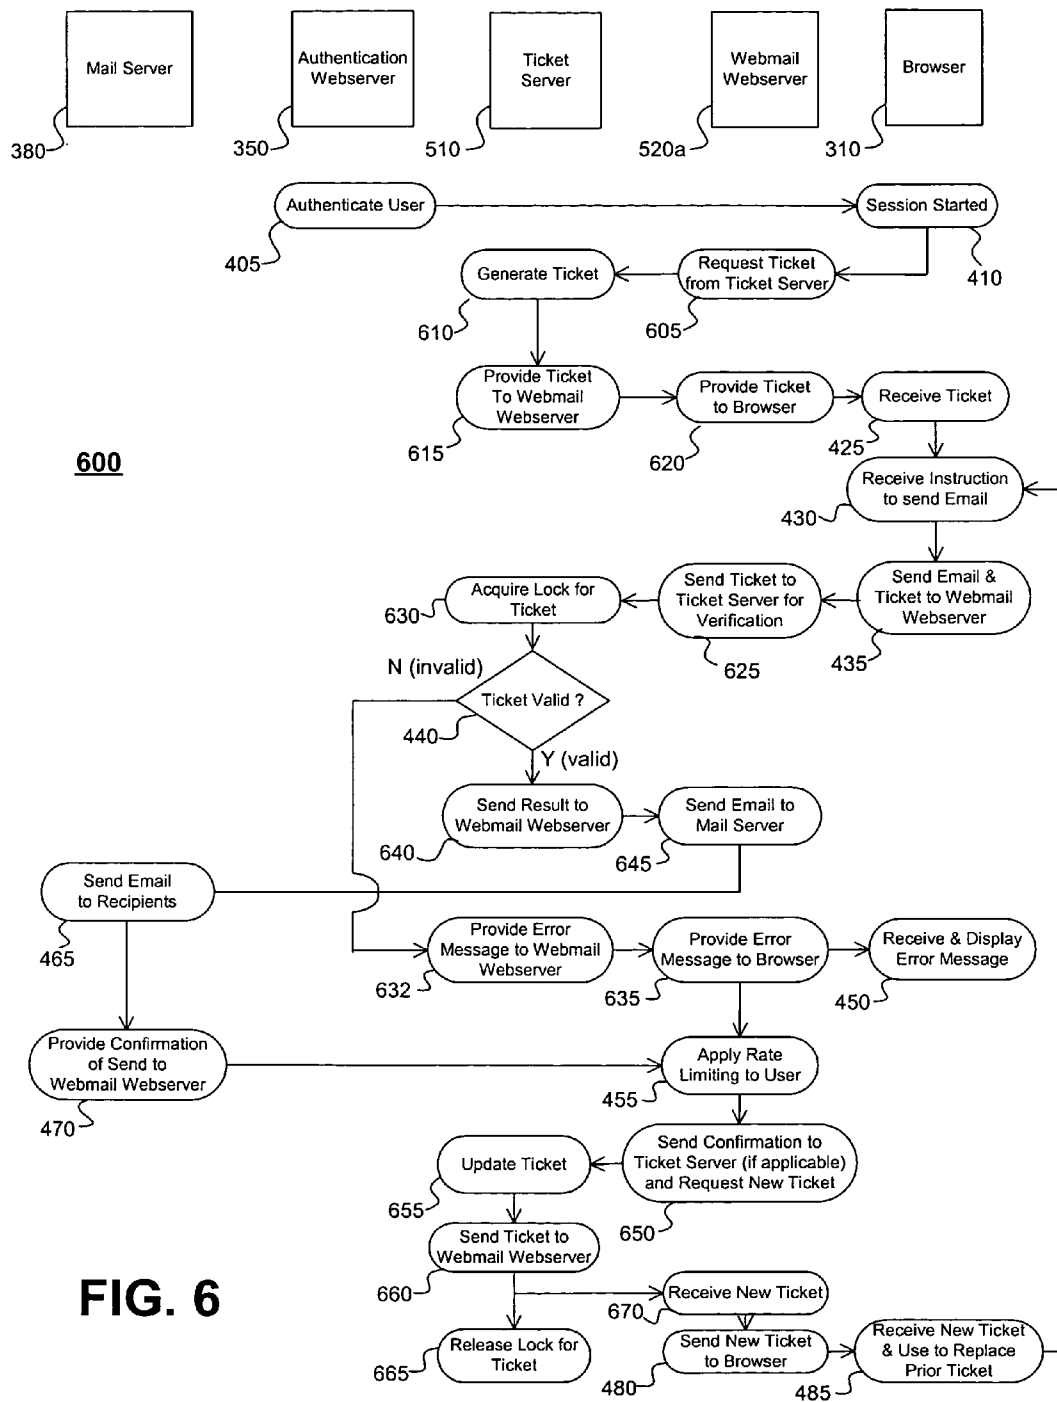 Mail Server
Authentication
Webserver
Ticket
Server
Webmail
Webserver
Browser
380
350
510
520a
310
Authenticate User
Session Started
405
410
Generate Ticket
Request Ticket
from Ticket Server
610
605
Provide Ticket
To Webmail
Webserver
Provide Ticket
to Browser
Receive Ticket
615
620
425
600
Receive Instruction
to send Email
430
Acquire Lock for
Ticket
Send Ticket to
Ticket Server for
Verification
Send Email &
Ticket to Webmail
Webserver
630
625
435
N (invalid)
Ticket Valid ?
440
Y (valid)
Send Result to
Webmail Webserver
Send Email to
Mail Server
640
645
Send Email
to Recipients
465
Provide Error
Message to Webmail
Webserver
Provide Error
Message to Browser
Receive & Display
Error Message
632
635
450
Provide Confirmation
of Send to
Webmail Webserver
Apply Rate
Limiting to User
470
455
Update Ticket
Send Confirmation to
Ticket Server (if applicable)
and Request New Ticket
655
650
Send Ticket to
Webmail Webserver
660
FIG. 6
Receive New Ticket
670
Release Lock for
Ticket
Send New Ticket
to Browser
Receive New Ticket
& Use to Replace
Prior Ticket
665
480
485